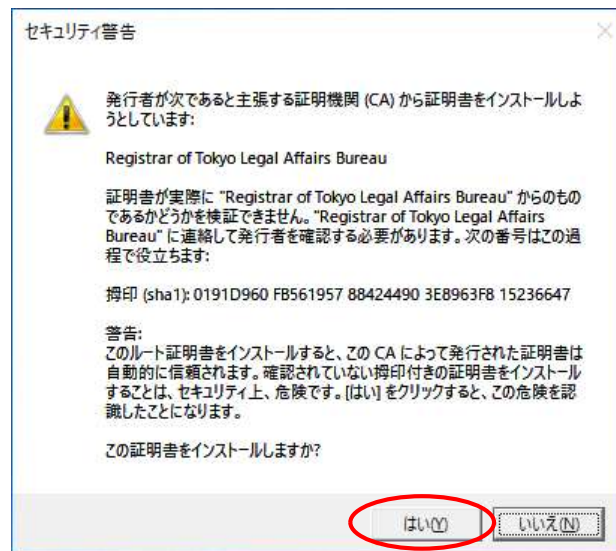 セキュリティ警告
発行者が次であると主張する証明機関 (CA) から証明書をインストールしよ
うとしています:
Registrar of Tokyo Legal Affairs Bureau
証明書が実際に "Registrar of Tokyo Legal Affairs Bureau" からのもの
であるかどうかを検証できません。"Registrar of Tokyo Legal Affairs
Bureau" に連絡して発行者を確認する必要があります。次の番号はこの過
程で役立ちます:
拇印 (sha1): 0191D960 FB561957 88424490 3E8963F8 15236647
警告:
このルート証明書をインストールすると、この CA によって発行された証明書は
自動的に信頼されます。確認されていない拇印付きの証明書をインストール
することは、セキュリティ上、危険です。[はい] をクリックすると、この危険を認
識したことになります。
この証明書をインストールしますか?
はい(Y) いいえ(N)